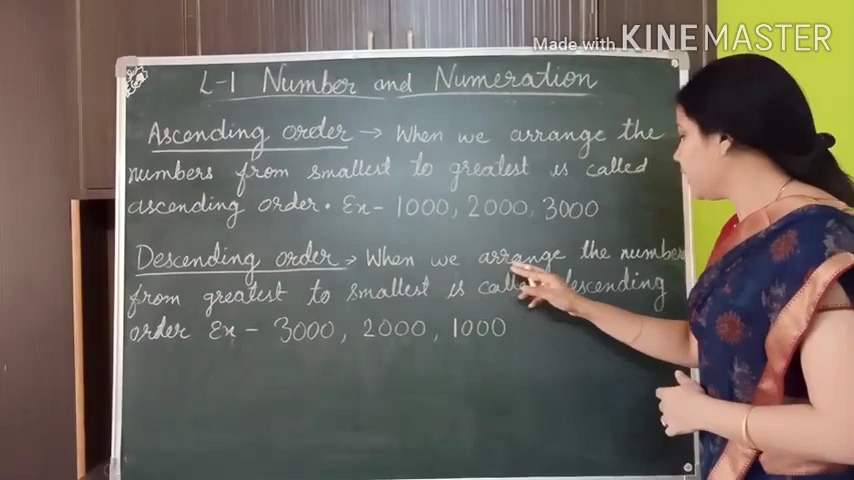 Made with KINEMASTER
L-1 Number and Numeration
Ascending order → When we arrange the
numbers from smallest to greatest is called
ascending order. Ex- 1000, 2000, 3000
Descending order → When we arrange the numbers
from greatest to smallest is called descending
order Ex- 3000, 2000, 1000